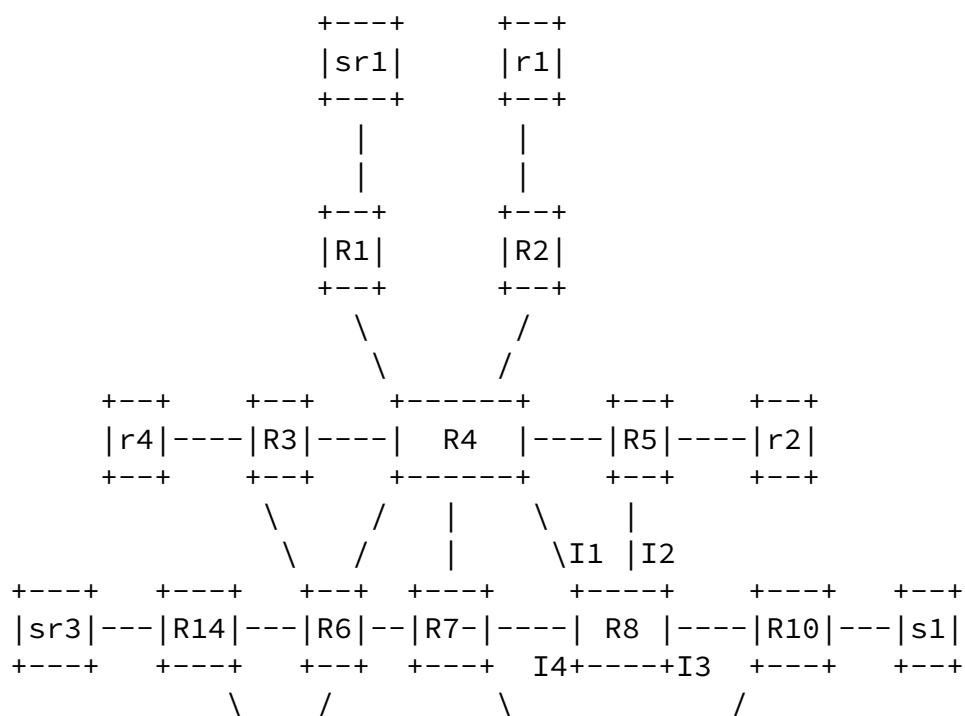 sr1 r1
R1 R2
r4 R3 R4 R5 r2
I1 I2
sr3 R14 R6 R7 R8 R10 s1
I4 I3